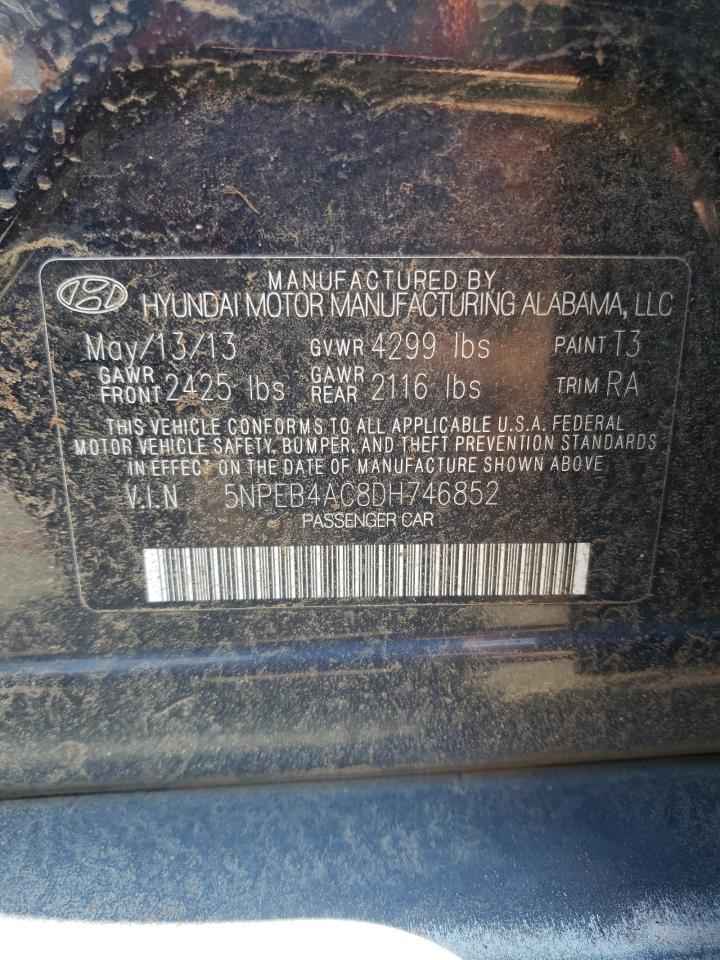 MANUFACTURED BY
HYUNDAI MOTOR MANUFACTURING ALABAMA, LLC
May/13/13 GVWR 4299 lbs PAINT T3
GAWR FRONT 2425 lbs GAWR REAR 2116 lbs TRIM RA
THIS VEHICLE CONFORMS TO ALL APPLICABLE U.S.A. FEDERAL
MOTOR VEHICLE SAFETY, BUMPER, AND THEFT PREVENTION STANDARDS
IN EFFECT ON THE DATE OF MANUFACTURE SHOWN ABOVE.
V.I.N 5NPEB4AC8DH746852
PASSENGER CAR